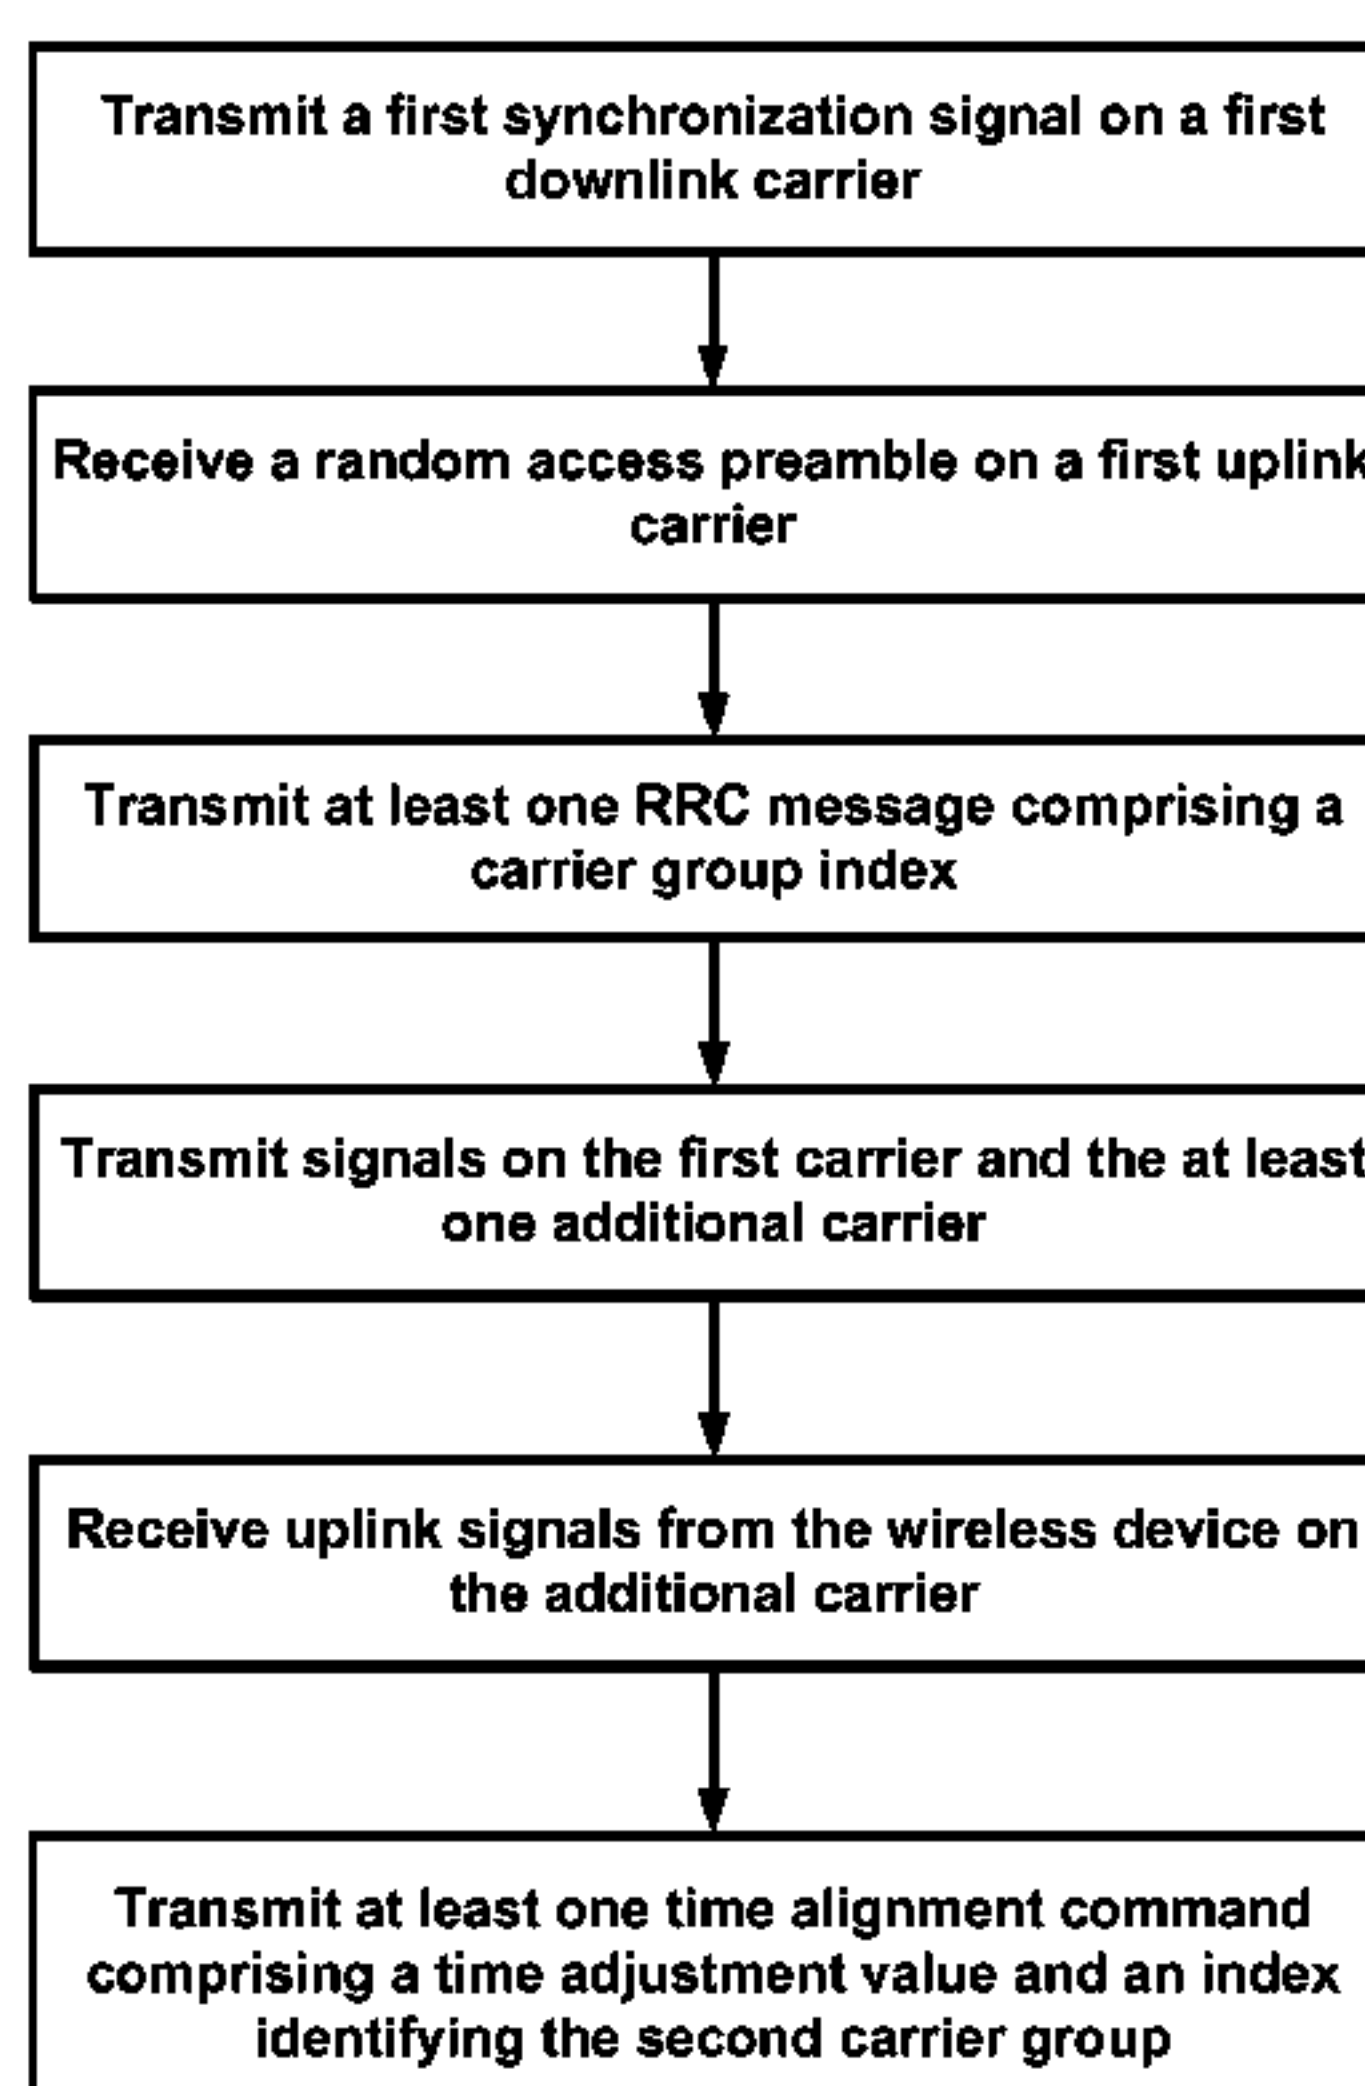 Transmit a first synchronization signal on a first
downlink carrier
Receive a random access preamble on a first uplink
carrier
Transmit at least one RRC message comprising a
carrier group index
Transmit signals on the first carrier and the at least
one additional carrier
Receive uplink signals from the wireless device on
the additional carrier
Transmit at least one time alignment command
comprising a time adjustment value and an index
identifying the second carrier group